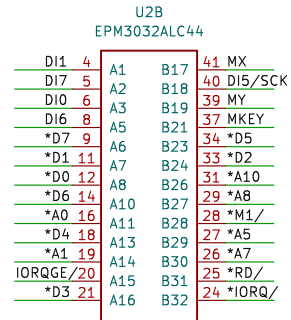 U2B
EPM3032ALC44
DI1 4 A1 B17 41 MX
DI7 5 A2 B18 40 DI5/SCK
DI0 6 A3 B19 39 MY
DI6 8 A5 B21 37 MKEY
*D7 9 A6 B23 34 *D5
*D1 11 A7 B24 33 *D2
*D0 12 A8 B26 31 *A10
*D6 14 A10 B27 29 *A8
*A0 16 A11 B28 28 *M1/
*D4 18 A13 B29 27 *A5
*A1 19 A14 B30 26 *A7
IORQGE/ 20 A15 B31 25 *RD/
*D3 21 A16 B32 24 *IORQ/